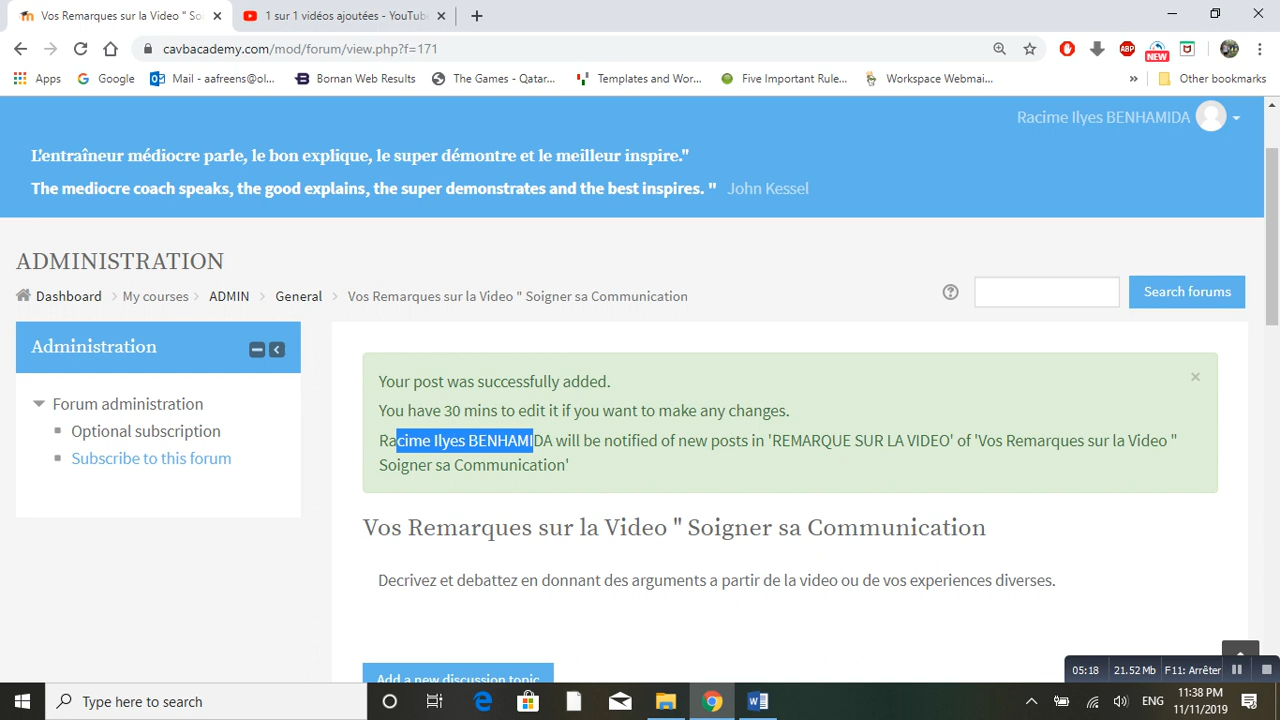 Vos Remarques sur la Video " So
1 sur 1 vidéos ajoutées - YouTube
cavbacademy.com/mod/forum/view.php?f=171
ABP
NEW
Apps
Google
Mail - aafreens@ol...
Bornan Web Results
The Games - Qatar...
Templates and Wor...
Five Important Rule...
Workspace Webmai...
»
Other bookmarks
Racime Ilyes BENHAMIDA
L'entraîneur médiocre parle, le bon explique, le super démontre et le meilleur inspire."
The mediocre coach speaks, the good explains, the super demonstrates and the best inspires. " John Kessel
ADMINISTRATION
Dashboard > My courses > ADMIN > General > Vos Remarques sur la Video " Soigner sa Communication
Search forums
Administration
Forum administration
Optional subscription
Subscribe to this forum
Your post was successfully added.
×
You have 30 mins to edit it if you want to make any changes.
Racime Ilyes BENHAMIDA will be notified of new posts in 'REMARQUE SUR LA VIDEO' of 'Vos Remarques sur la Video "
Soigner sa Communication'
Vos Remarques sur la Video " Soigner sa Communication
Decrivez et debattez en donnant des arguments a partir de la video ou de vos experiences diverses.
Add a new discussion topic
05:18 21.52 Mb F11: Arrêter
Type here to search
ENG
11:38 PM
11/11/2019